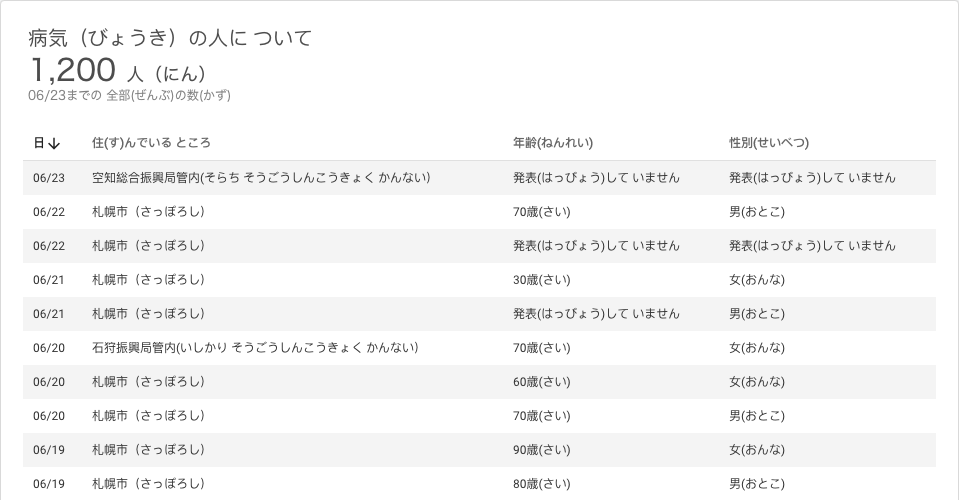 病気（びょうき）の人に ついて
1,200 人（にん）
06/23までの 全部(ぜんぶ)の数(かず)
日↓ 住(す)んでいる ところ 年齢(ねんれい) 性別(せいべつ)
06/23 空知総合振興局管内(そらち そうごうしんこうきょく かんない） 発表(はっぴょう)して いません 発表(はっぴょう)して いません
06/22 札幌市（さっぽろし） 70歳(さい) 男(おとこ)
06/22 札幌市（さっぽろし） 発表(はっぴょう)して いません 発表(はっぴょう)して いません
06/21 札幌市（さっぽろし） 30歳(さい) 女(おんな)
06/21 札幌市（さっぽろし） 発表(はっぴょう)して いません 男(おとこ)
06/20 石狩振興局管内(いしかり そうごうしんこうきょく かんない） 70歳(さい) 女(おんな)
06/20 札幌市（さっぽろし） 60歳(さい) 女(おんな)
06/20 札幌市（さっぽろし） 70歳(さい) 男(おとこ)
06/19 札幌市（さっぽろし） 90歳(さい) 女(おんな)
06/19 札幌市（さっぽろし） 80歳(さい) 男(おとこ)